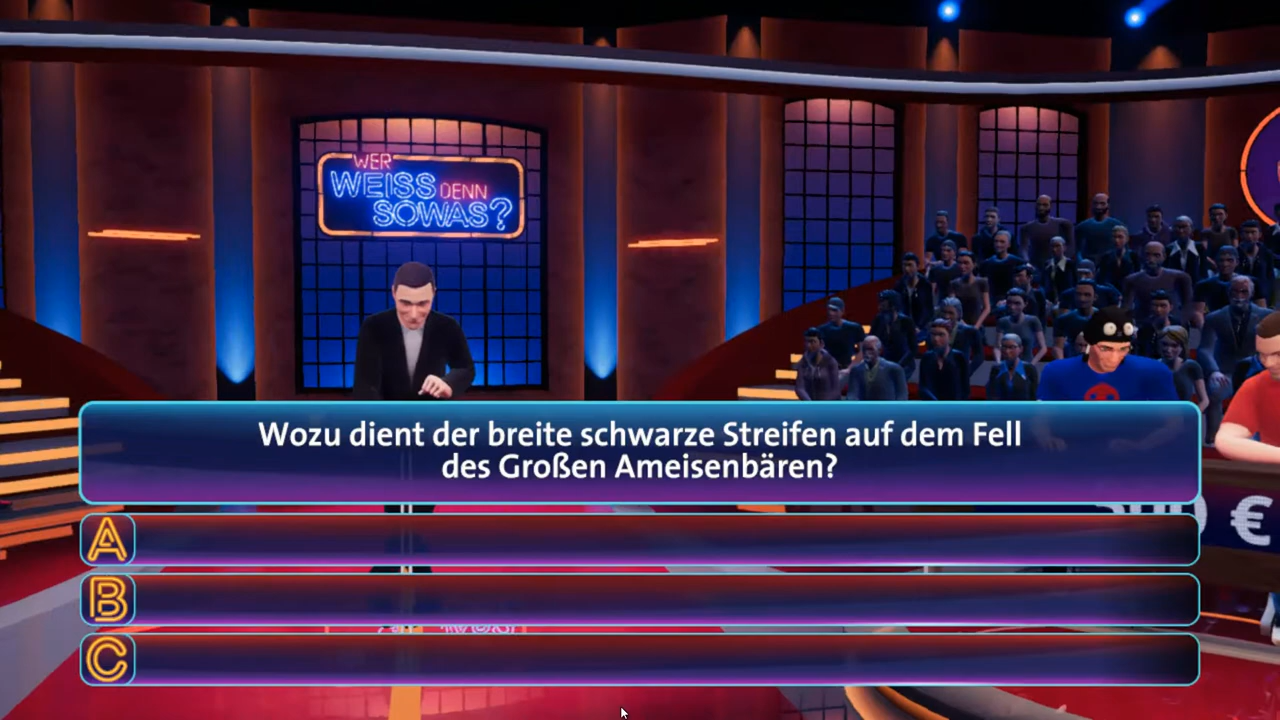 WER
WEISS DENN
SOWAS?
Wozu dient der breite schwarze Streifen auf dem Fell
des Großen Ameisenbären?
€
A
B
C